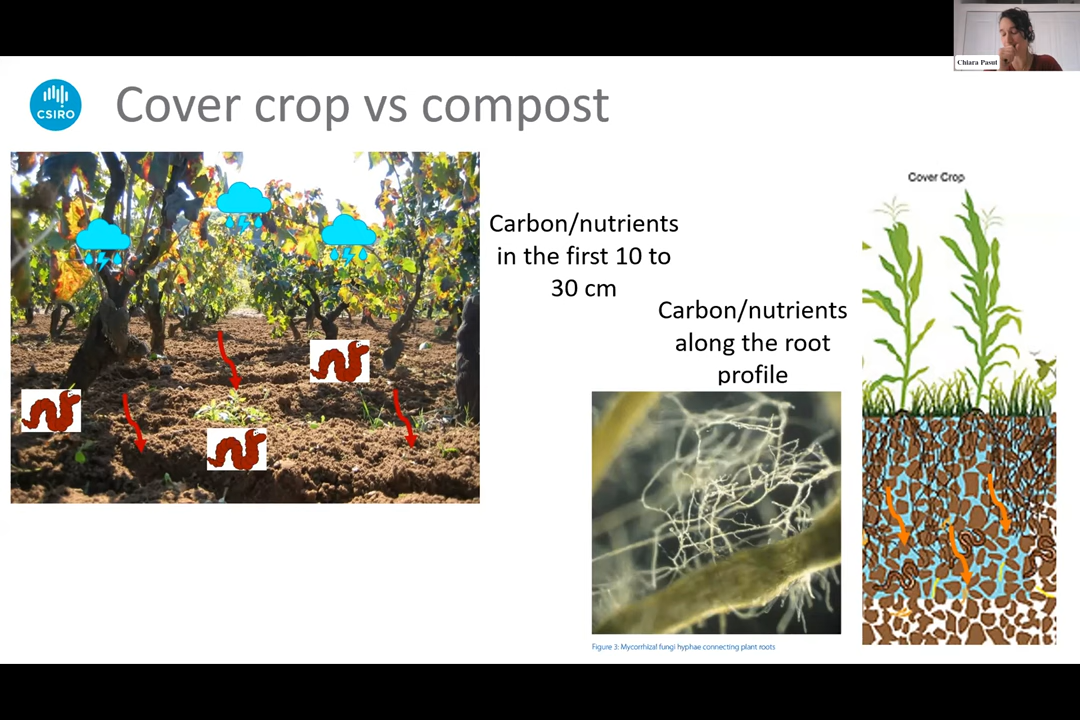 Chiara Pasut
CSIRO
Cover crop vs compost
Carbon/nutrients
in the first 10 to
30 cm
Carbon/nutrients
along the root
profile
Cover Crop
Figure 3: Mycorrhizal fungi hyphae connecting plant roots